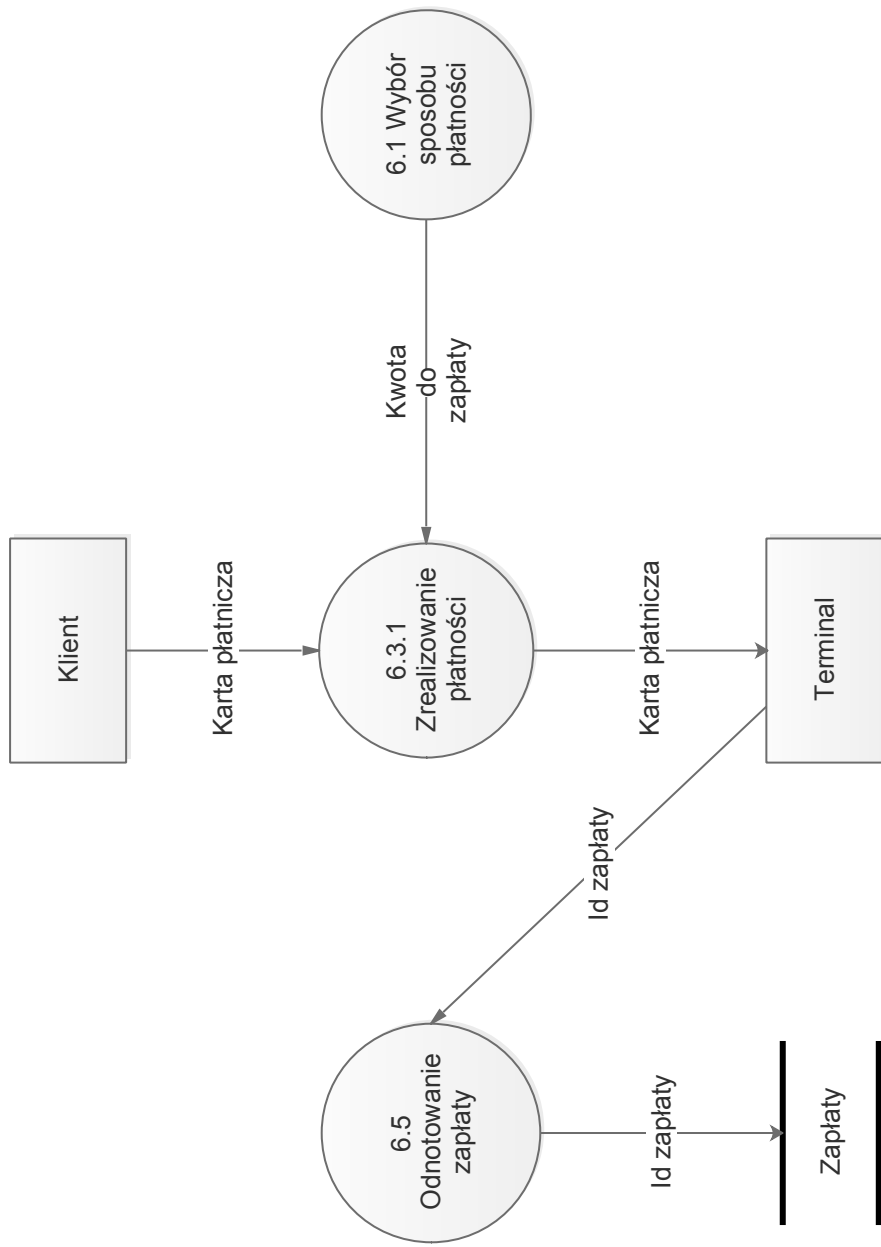 Klient
Karta płatnicza
6.1 Wybór
sposobu
płatności
Kwota
do
zapłaty
6.3.1
Zrealizowanie
płatności
Karta płatnicza
Terminal
Id zapłaty
6.5
Odnotowanie
zapłaty
Id zapłaty
Zapłaty